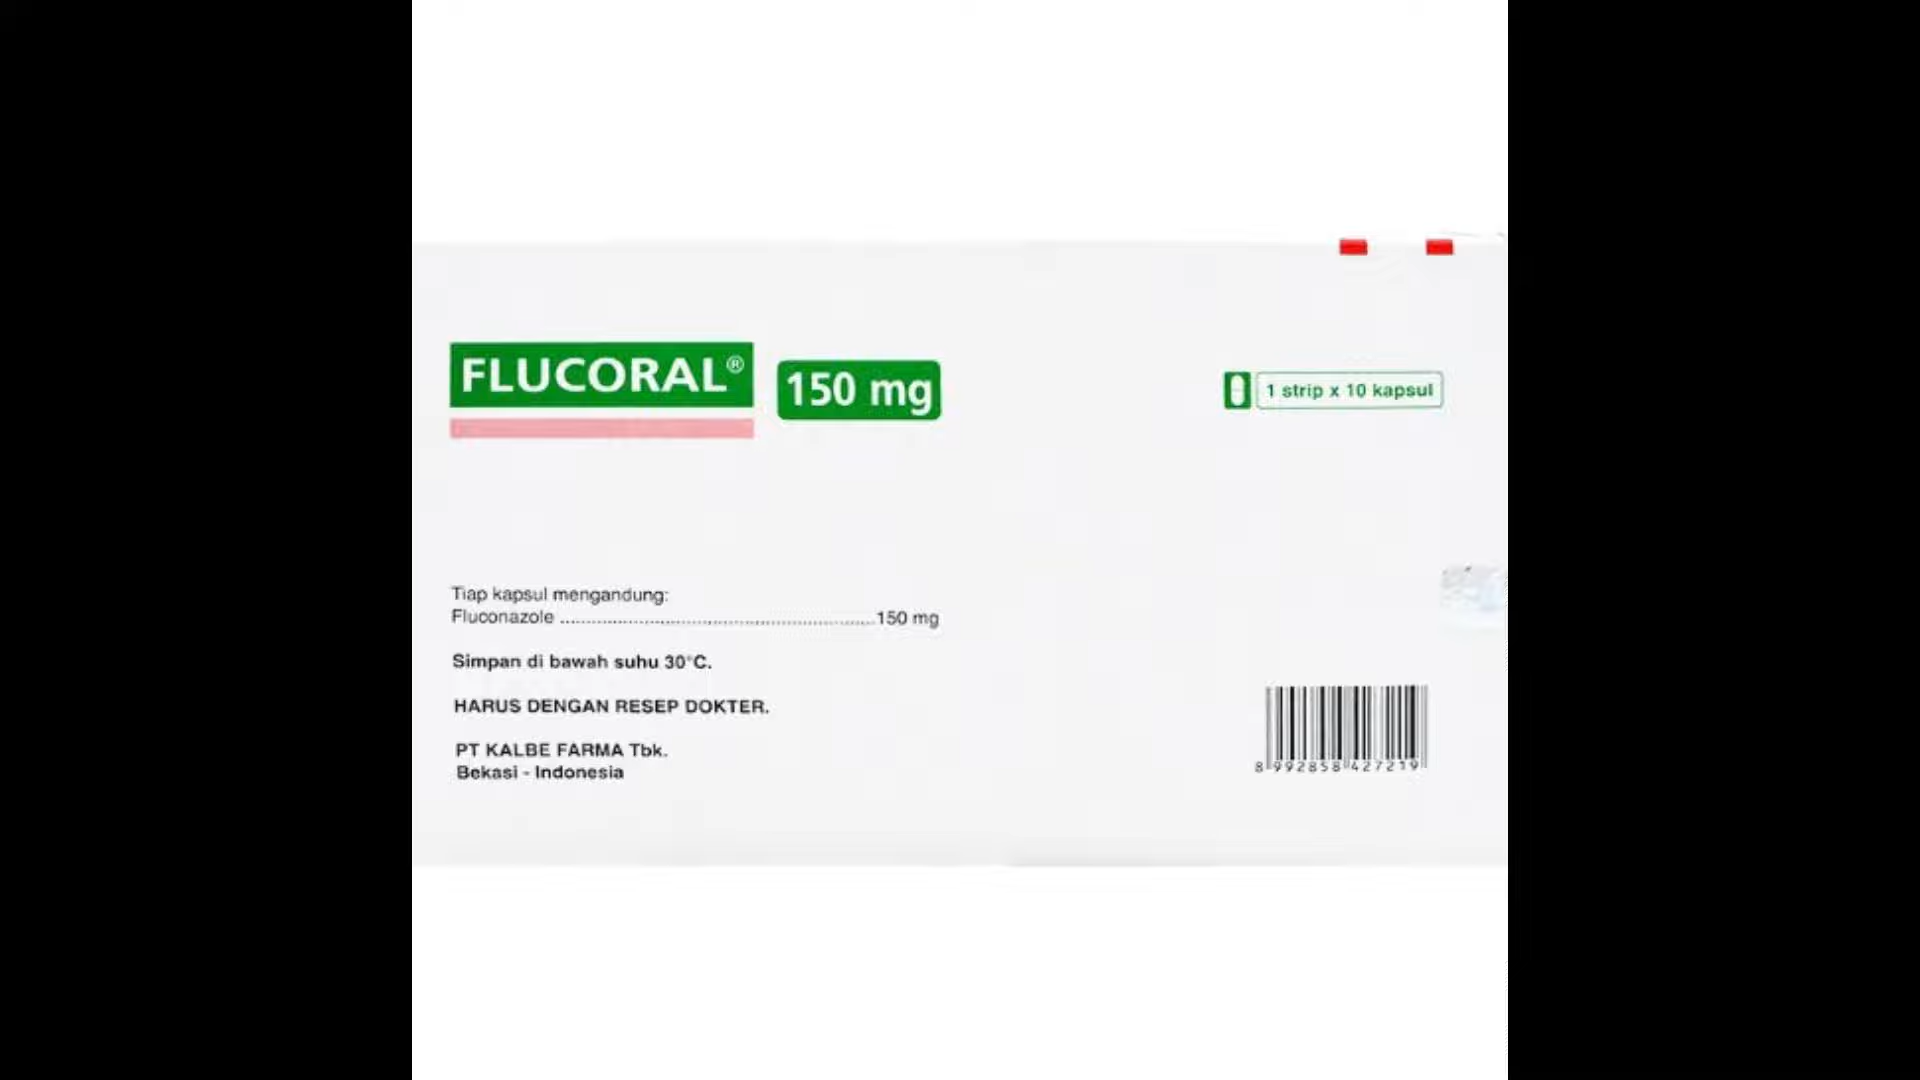 FLUCORAL®
150 mg
1 strip x 10 kapsul
Tiap kapsul mengandung:
Fluconazole ........................................................150 mg
Simpan di bawah suhu 30°C.
HARUS DENGAN RESEP DOKTER.
PT KALBE FARMA Tbk.
Bekasi - Indonesia
8 992858 427219